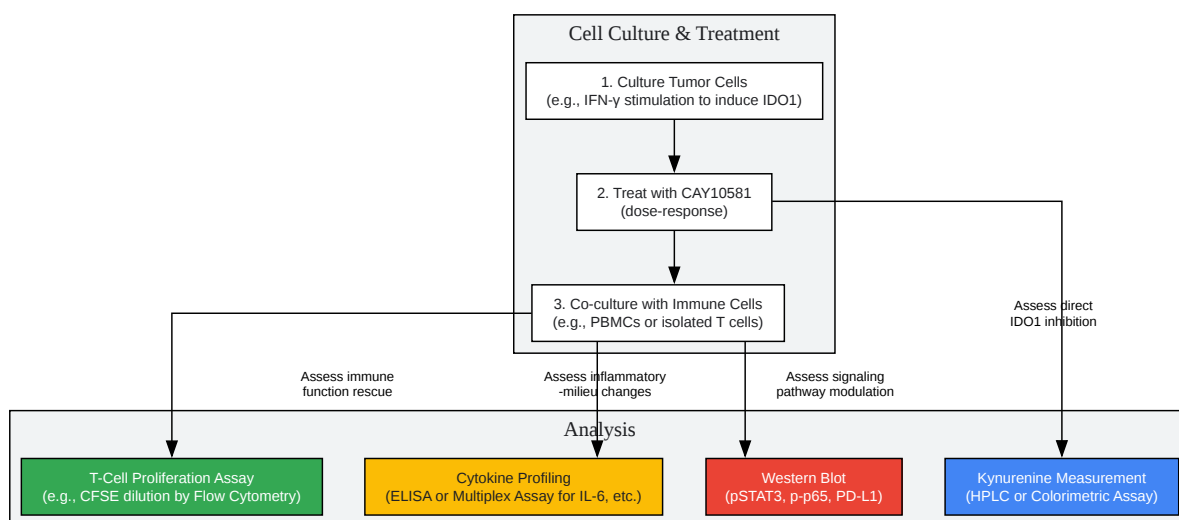 Cell Culture & Treatment
1. Culture Tumor Cells
(e.g., IFN-γ stimulation to induce IDO1)
2. Treat with CAY10581
(dose-response)
3. Co-culture with Immune Cells
(e.g., PBMCs or isolated T cells)
Assess direct
IDO1 inhibition
Assess immune
function rescue
Assess inflammatory
-milieu changes
Assess signaling
pathway modulation
Analysis
T-Cell Proliferation Assay
(e.g., CFSE dilution by Flow Cytometry)
Cytokine Profiling
(ELISA or Multiplex Assay for IL-6, etc.)
Western Blot
(pSTAT3, p-p65, PD-L1)
Kynurenine Measurement
(HPLC or Colorimetric Assay)